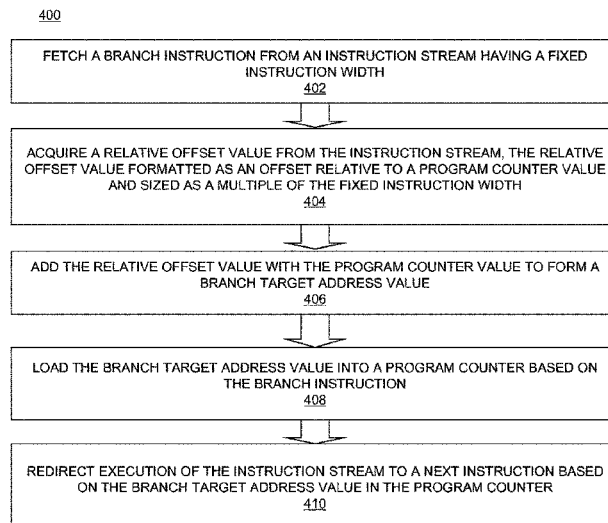 400
FETCH A BRANCH INSTRUCTION FROM AN INSTRUCTION STREAM HAVING A FIXED
INSTRUCTION WIDTH
402
ACQUIRE A RELATIVE OFFSET VALUE FROM THE INSTRUCTION STREAM, THE RELATIVE
OFFSET VALUE FORMATTED AS AN OFFSET RELATIVE TO A PROGRAM COUNTER VALUE
AND SIZED AS A MULTIPLE OF THE FIXED INSTRUCTION WIDTH
404
ADD THE RELATIVE OFFSET VALUE WITH THE PROGRAM COUNTER VALUE TO FORM A
BRANCH TARGET ADDRESS VALUE
406
LOAD THE BRANCH TARGET ADDRESS VALUE INTO A PROGRAM COUNTER BASED ON
THE BRANCH INSTRUCTION
408
REDIRECT EXECUTION OF THE INSTRUCTION STREAM TO A NEXT INSTRUCTION BASED
ON THE BRANCH TARGET ADDRESS VALUE IN THE PROGRAM COUNTER
410